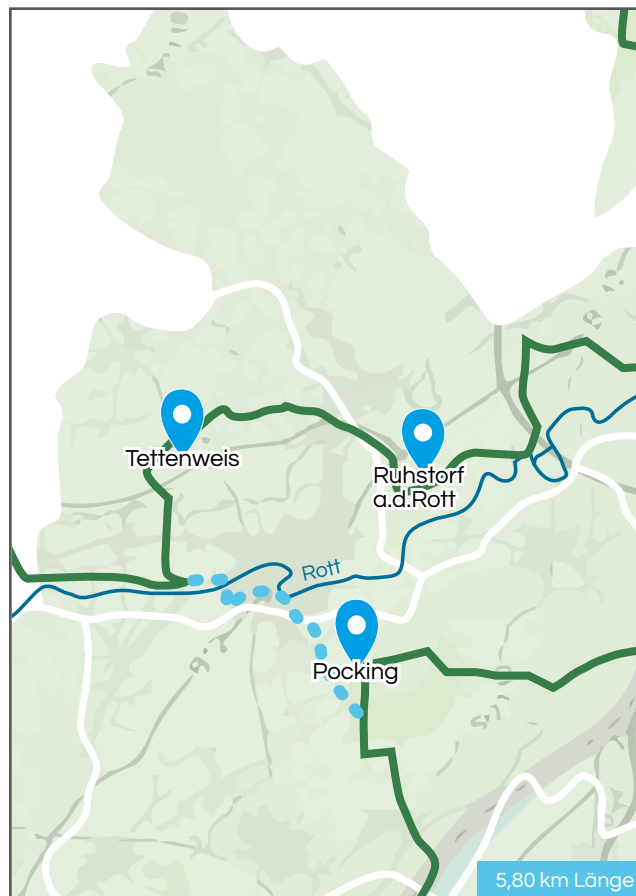 Tettenweis
Ruhstorf
a.d.Rott
Rott
Pocking
5,80 km Länge